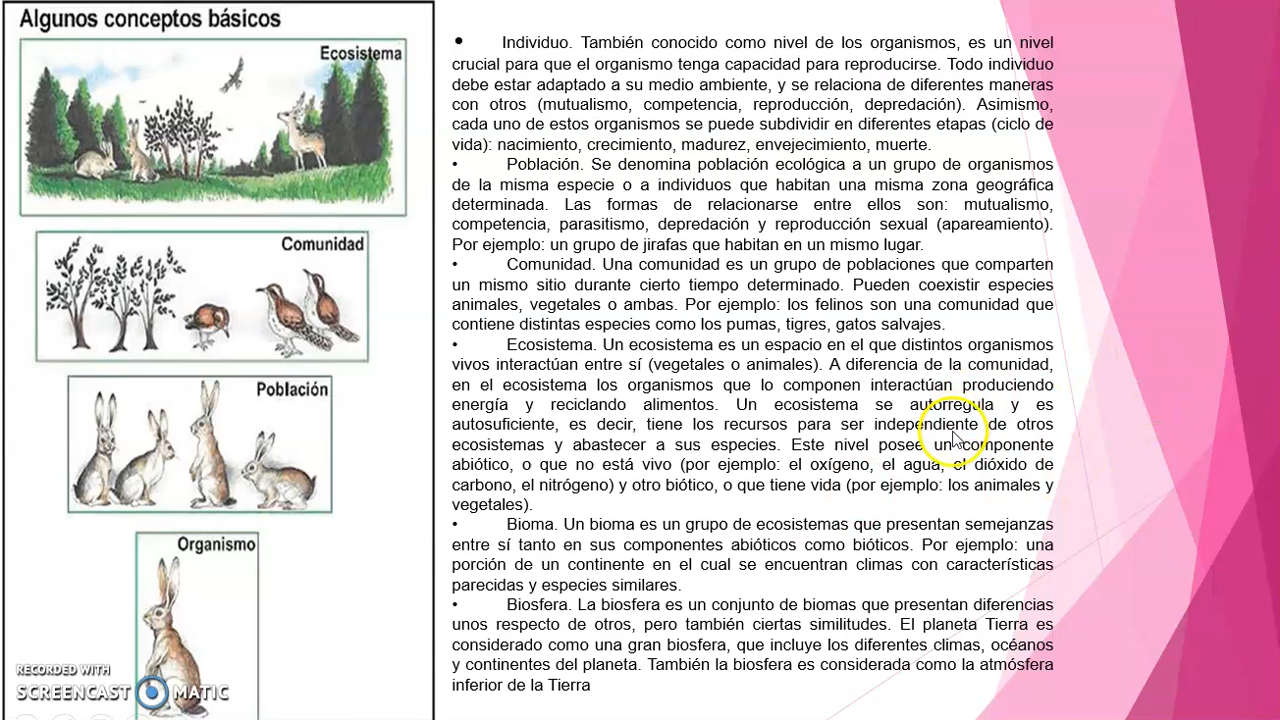 Algunos conceptos básicos
Ecosistema
Comunidad
Población
Organismo
RECORDED WITH
SCREENCAST MATIC
• Individuo. También conocido como nivel de los organismos, es un nivel
crucial para que el organismo tenga capacidad para reproducirse. Todo individuo
debe estar adaptado a su medio ambiente, y se relaciona de diferentes maneras
con otros (mutualismo, competencia, reproducción, depredación). Asimismo,
cada uno de estos organismos se puede subdividir en diferentes etapas (ciclo de
vida): nacimiento, crecimiento, madurez, envejecimiento, muerte.
• Población. Se denomina población ecológica a un grupo de organismos
de la misma especie o a individuos que habitan una misma zona geográfica
determinada. Las formas de relacionarse entre ellos son: mutualismo,
competencia, parasitismo, depredación y reproducción sexual (apareamiento).
Por ejemplo: un grupo de jirafas que habitan en un mismo lugar.
• Comunidad. Una comunidad es un grupo de poblaciones que comparten
un mismo sitio durante cierto tiempo determinado. Pueden coexistir especies
animales, vegetales o ambas. Por ejemplo: los felinos son una comunidad que
contiene distintas especies como los pumas, tigres, gatos salvajes.
• Ecosistema. Un ecosistema es un espacio en el que distintos organismos
vivos interactúan entre sí (vegetales o animales). A diferencia de la comunidad,
en el ecosistema los organismos que lo componen interactúan produciendo
energía y reciclando alimentos. Un ecosistema se autorregula y es
autosuficiente, es decir, tiene los recursos para ser independiente de otros
ecosistemas y abastecer a sus especies. Este nivel posee un componente
abiótico, o que no está vivo (por ejemplo: el oxígeno, el agua, el dióxido de
carbono, el nitrógeno) y otro biótico, o que tiene vida (por ejemplo: los animales y
vegetales).
• Bioma. Un bioma es un grupo de ecosistemas que presentan semejanzas
entre sí tanto en sus componentes abióticos como bióticos. Por ejemplo: una
porción de un continente en el cual se encuentran climas con características
parecidas y especies similares.
• Biosfera. La biosfera es un conjunto de biomas que presentan diferencias
unos respecto de otros, pero también ciertas similitudes. El planeta Tierra es
considerado como una gran biosfera, que incluye los diferentes climas, océanos
y continentes del planeta. También la biosfera es considerada como la atmósfera
inferior de la Tierra